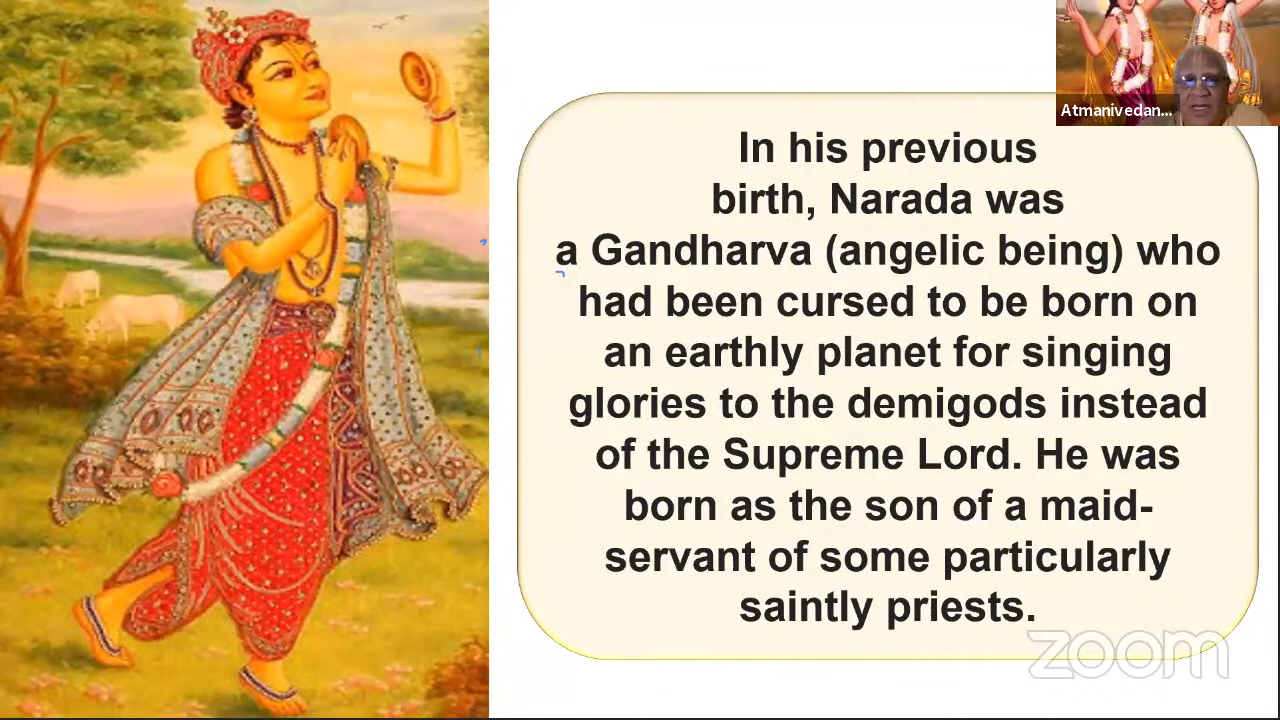 Atmanivedan...
In his previous
birth, Narada was
a Gandharva (angelic being) who
had been cursed to be born on
an earthly planet for singing
glories to the demigods instead
of the Supreme Lord. He was
born as the son of a maid-
servant of some particularly
saintly priests.
zoom